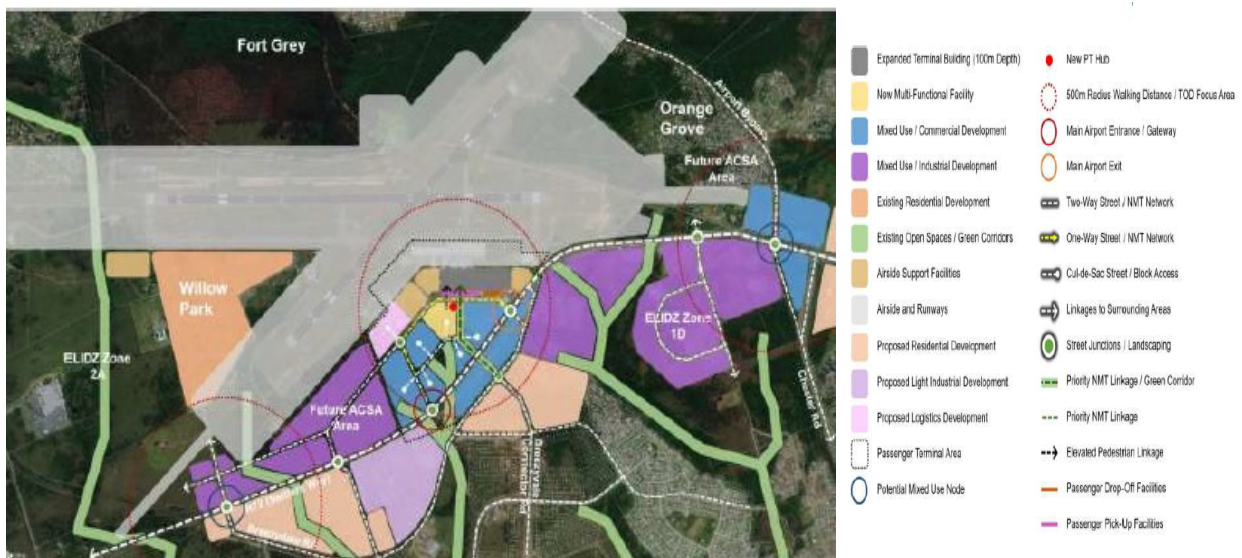 Fort Grey
Orange
Grove
Airport
Future ACSA
Area
Willow
Park
ELIDZ Zone
1D
ELIDZ Zone
2A
Future ACSA
Area
Chester Rd
Expanded Terminal Building (100m Depth)
New Multi-Functional Facility
Mixed Use / Commercial Development
Mixed Use / Industrial Development
Existing Residential Development
Existing Open Spaces / Green Corridors
Airside Support Facilities
Airside and Runways
Proposed Residential Development
Proposed Light Industrial Development
Proposed Logistics Development
Passenger Terminal Area
Potential Mixed Use Node
New PT Hub
500m Radius Walking Distance / TOD Focus Area
Main Airport Entrance / Gateway
Main Airport Exit
Two-Way Street / NMT Network
One-Way Street / NMT Network
Cul-de-Sac Street / Block Access
Linkages to Surrounding Areas
Street Junctions / Landscaping
Priority NMT Linkage / Green Corridor
Priority NMT Linkage
Elevated Pedestrian Linkage
Passenger Drop-Off Facilities
Passenger Pick-Up Facilities